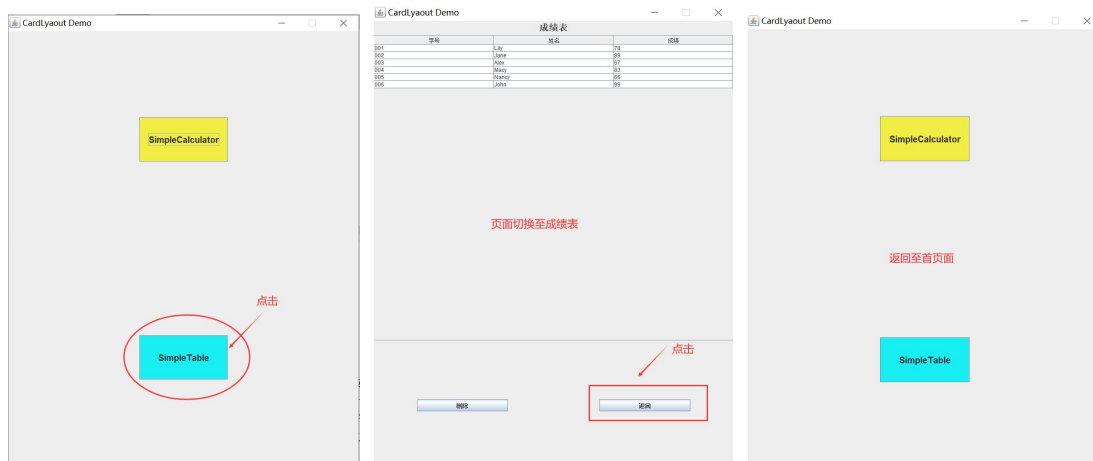 CardLyaout Demo
SimpleCalculator
点击
SimpleTable
CardLyaout Demo
成绩表
学号 姓名 成绩
001 Lily 78
002 Jane 89
003 Alex 67
004 Macy 83
005 Nancy 66
006 John 99
页面切换至成绩表
点击
删除 返回
CardLyaout Demo
SimpleCalculator
返回至首页面
SimpleTable